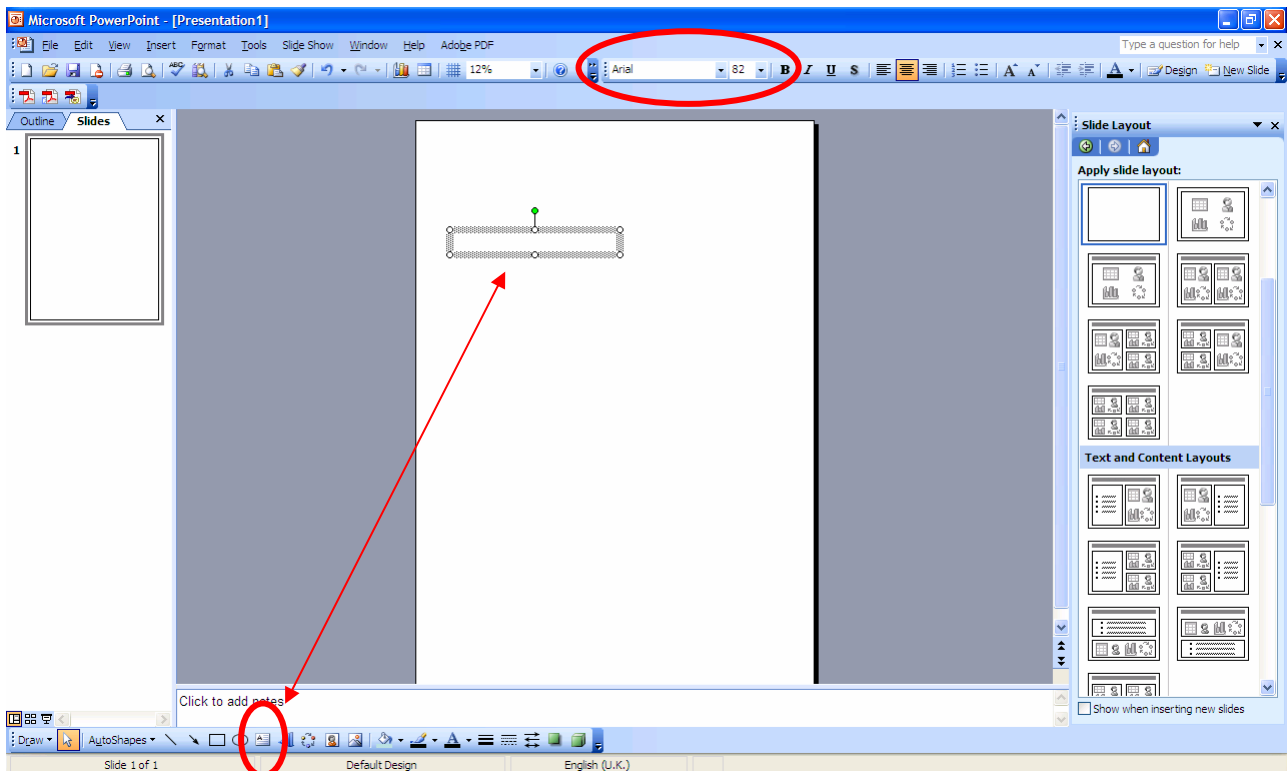 Microsoft PowerPoint - [Presentation1]
File Edit View Insert Format Tools Slide Show Window Help Adobe PDF
Type a question for help
12%
Arial
82
B I U S
A A
A
Design New Slide
Outline Slides
1
Slide Layout
Apply slide layout:
Text and Content Layouts
Show when inserting new slides
Click to add notes
Draw AutoShapes
A
Slide 1 of 1
Default Design
English (U.K.)